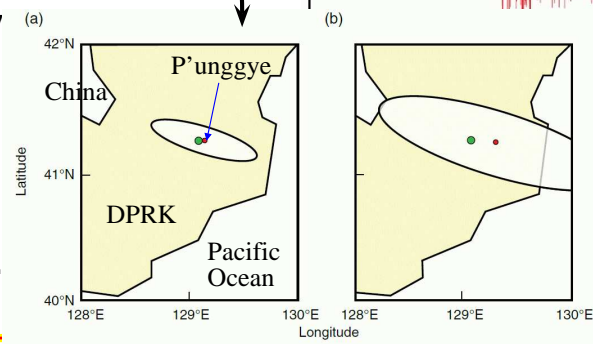 (a)
(b)
42°N
P'unggye
China
41°N
Latitude
DPRK
Pacific
Ocean
40°N
128°E
129°E
130°E
128°E
129°E
130°E
Longitude